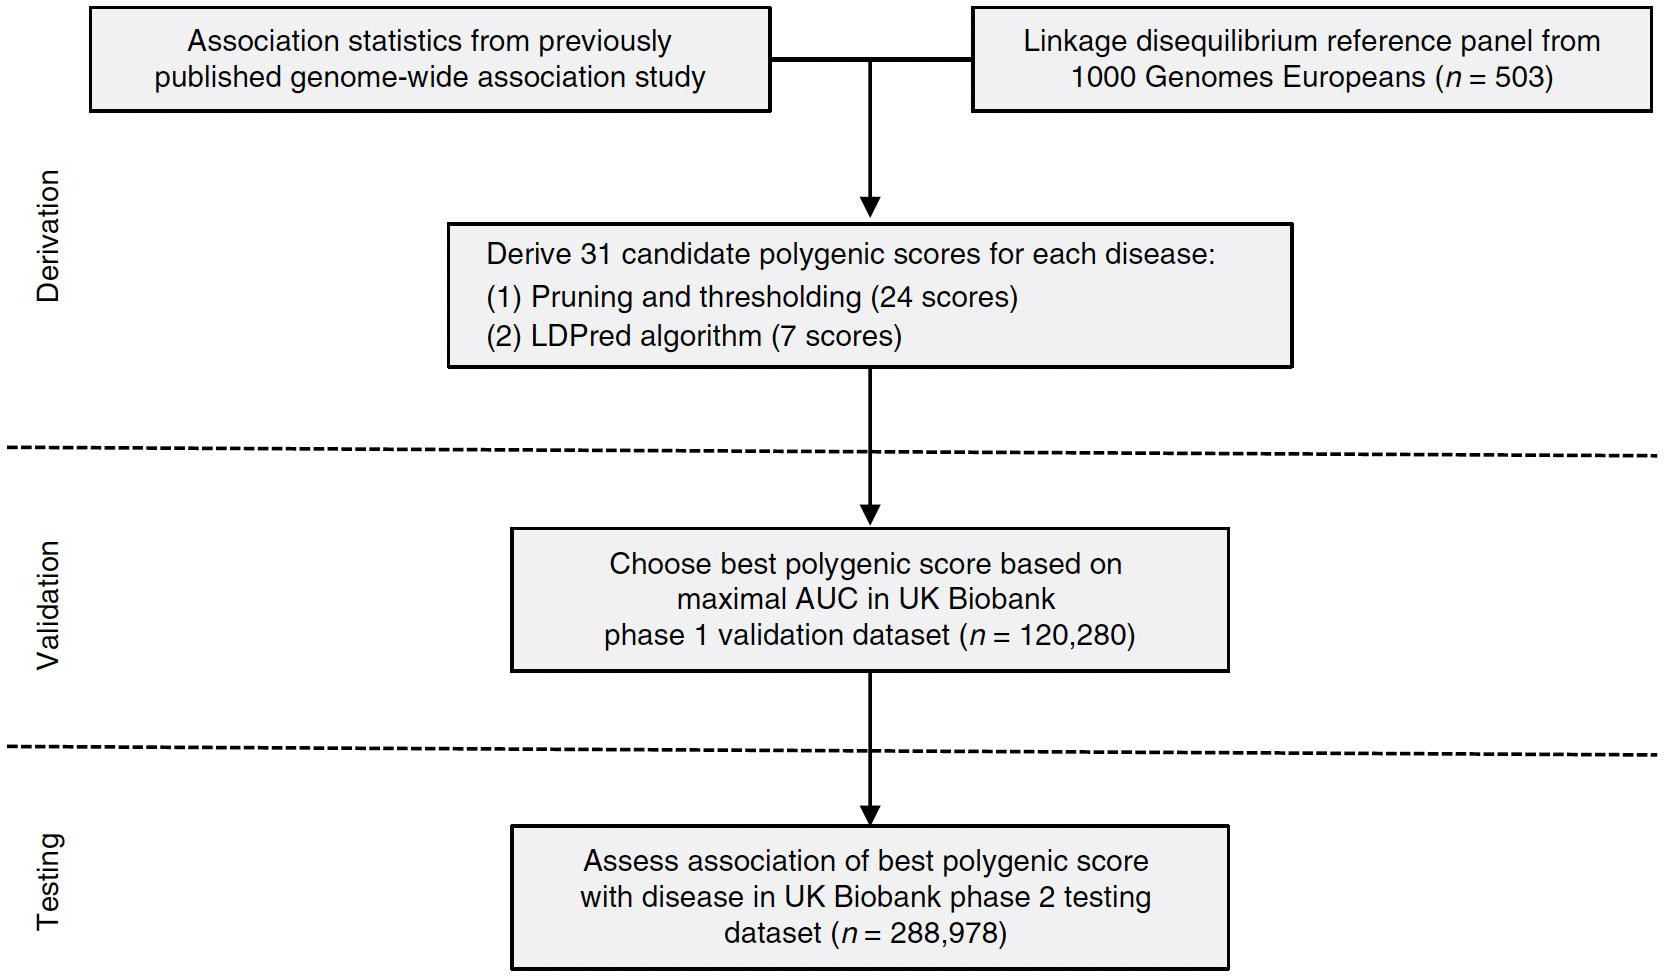 Association statistics from previously
published genome-wide association study
Linkage disequilibrium reference panel from
1000 Genomes Europeans (n = 503)
Derivation
Derive 31 candidate polygenic scores for each disease:
(1) Pruning and thresholding (24 scores)
(2) LDPred algorithm (7 scores)
Validation
Choose best polygenic score based on
maximal AUC in UK Biobank
phase 1 validation dataset (n = 120,280)
Testing
Assess association of best polygenic score
with disease in UK Biobank phase 2 testing
dataset (n = 288,978)